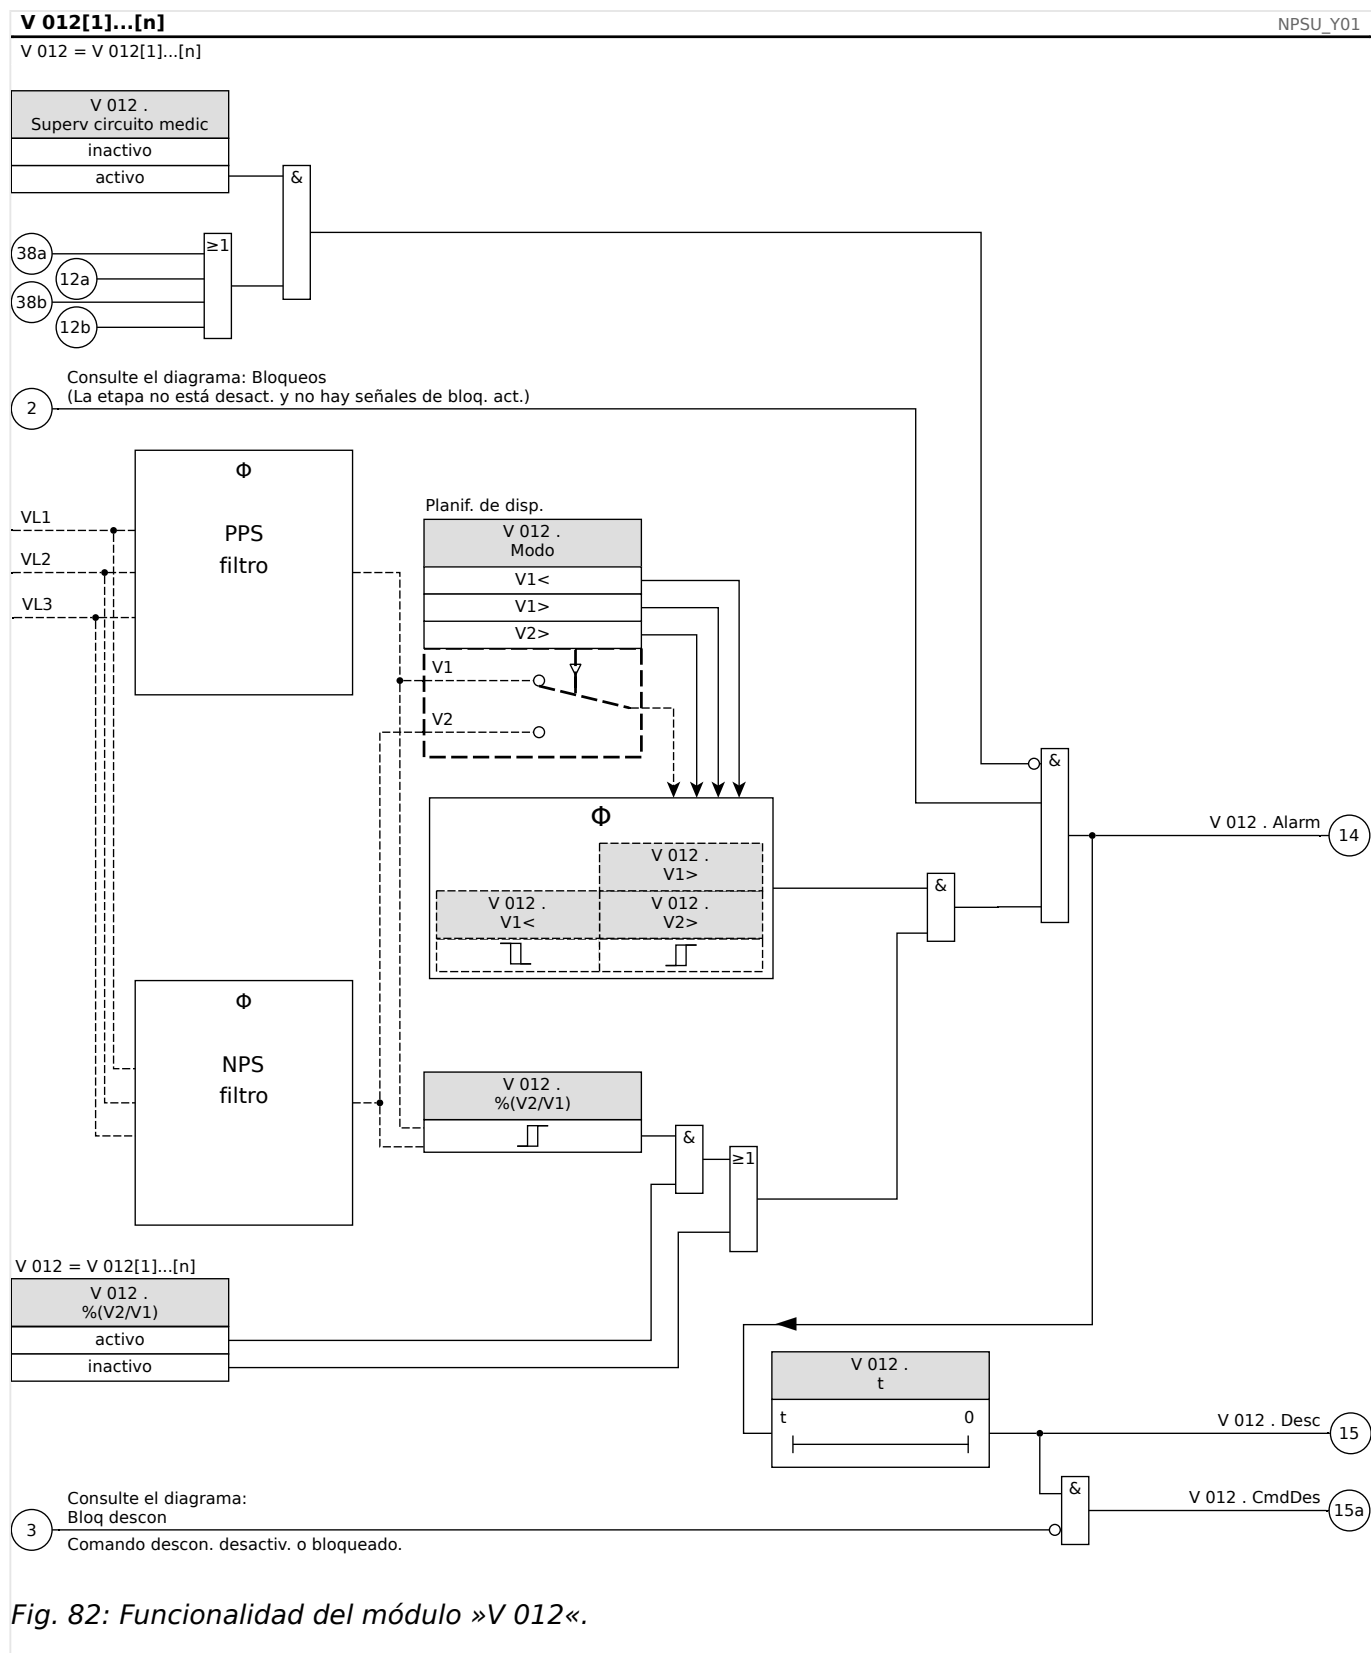 V 012[1]...[n]
NPSU_Y01
V 012 = V 012[1]...[n]
V 012 .
Superv circuito medic
inactivo
activo
&
≥1
38a
12a
38b
12b
Consulte el diagrama: Bloqueos
(La etapa no está desact. y no hay señales de bloq. act.)
2
Φ
PPS
filtro
VL1
VL2
VL3
Planif. de disp.
V 012 .
Modo
V1<
V1>
V2>
V1
V2
&
V 012 . Alarm
14
Φ
V 012 .
V1>
V 012 .
V1<
V 012 .
V2>
&
Φ
NPS
filtro
V 012 .
%(V2/V1)
&
≥1
V 012 = V 012[1]...[n]
V 012 .
%(V2/V1)
activo
inactivo
V 012 .
t
t
0
V 012 . Desc
15
&
V 012 . CmdDes
15a
Consulte el diagrama:
Bloq descon
3
Comando descon. desactiv. o bloqueado.
Fig. 82: Funcionalidad del módulo »V 012«.